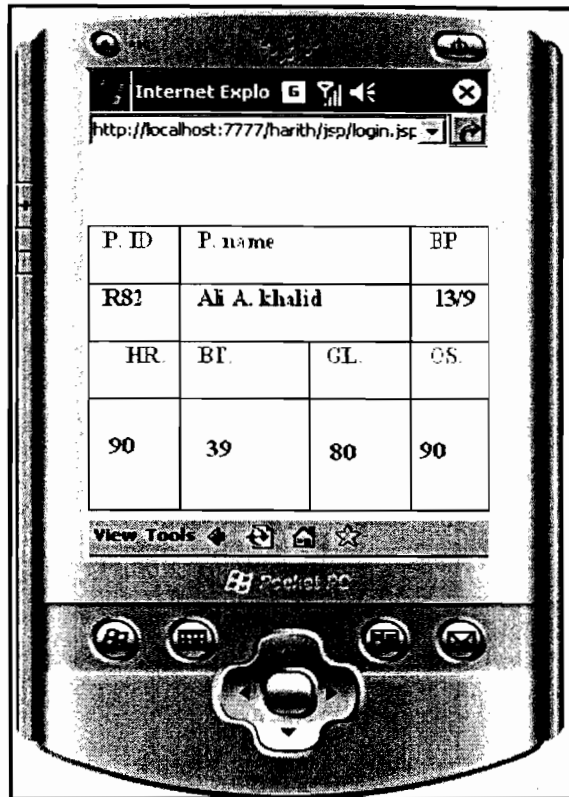 Internet Explo G
http://localhost:7777/harith/jsp/login.jsp
P. ID P. name BP
R82 Ali A. khalid 13/9
HR. BT. GL. OS.
90 39 80 90
View Tools
Pocket PC